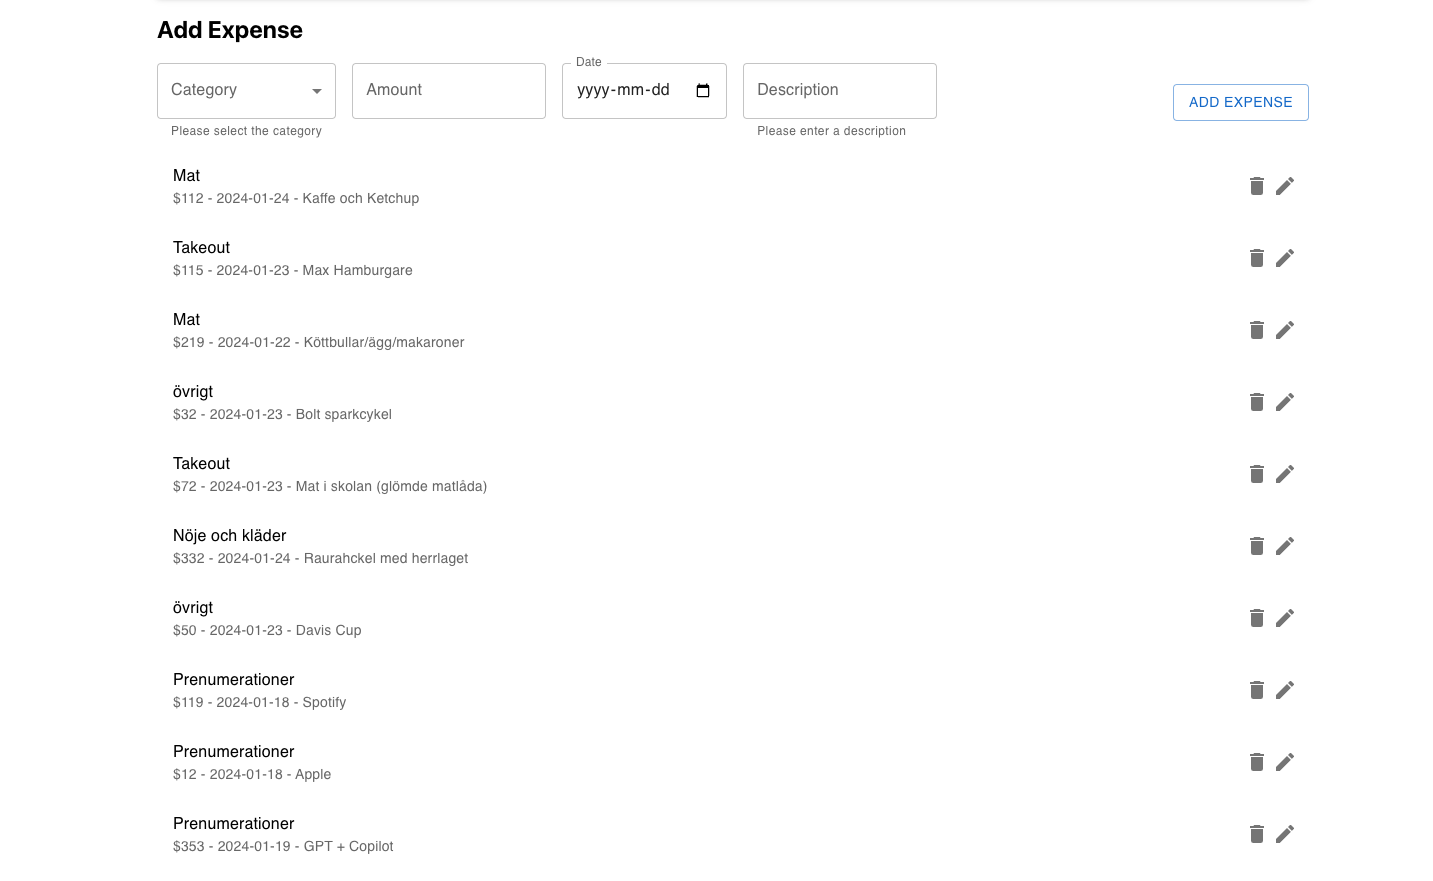 Add Expense
Category
Amount
Date
yyyy-mm-dd
Description
ADD EXPENSE
Please select the category
Please enter a description
Mat
$112 - 2024-01-24 - Kaffe och Ketchup
Takeout
$115 - 2024-01-23 - Max Hamburgare
Mat
$219 - 2024-01-22 - Köttbullar/ägg/makaroner
övrigt
$32 - 2024-01-23 - Bolt sparkcykel
Takeout
$72 - 2024-01-23 - Mat i skolan (glömde matlåda)
Nöje och kläder
$332 - 2024-01-24 - Raurahckel med herrlaget
övrigt
$50 - 2024-01-23 - Davis Cup
Prenumerationer
$119 - 2024-01-18 - Spotify
Prenumerationer
$12 - 2024-01-18 - Apple
Prenumerationer
$353 - 2024-01-19 - GPT + Copilot